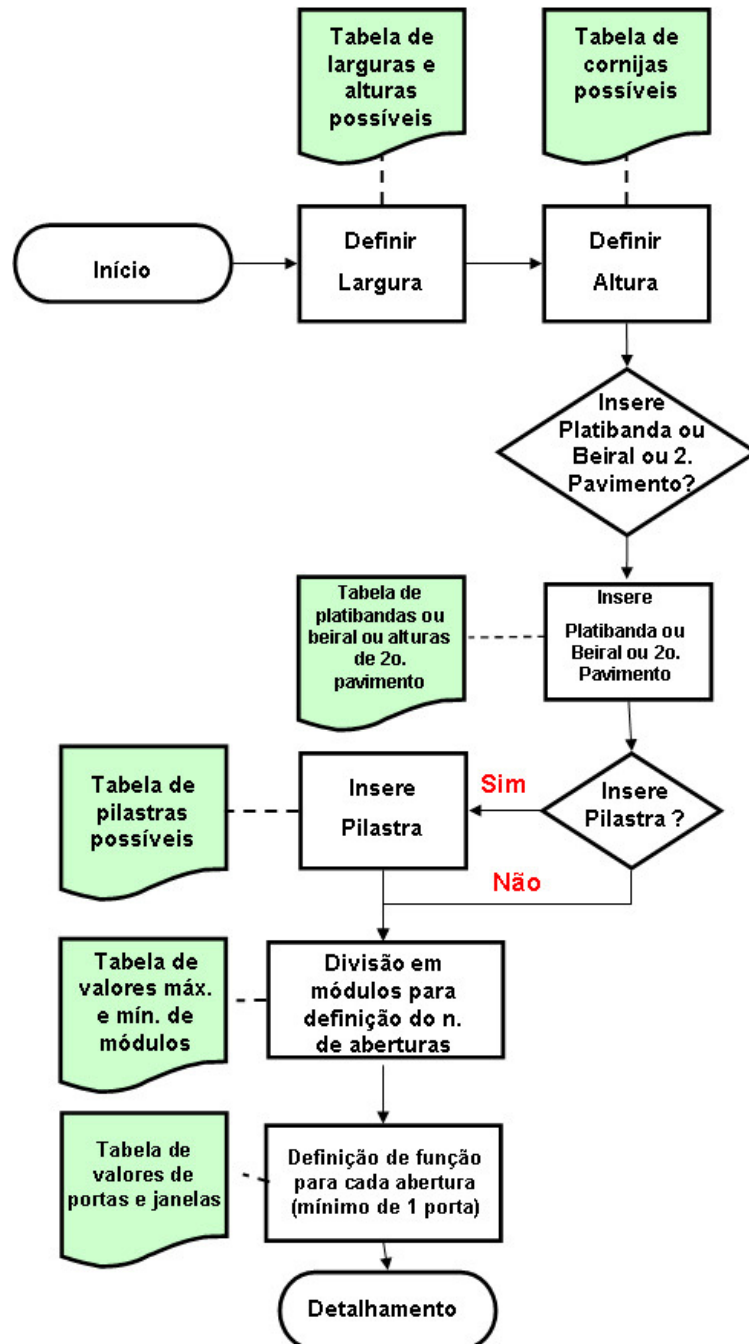 Tabela de
larguras e
alturas
possíveis
Tabela de
cornijas
possíveis
Início
Definir
Largura
Definir
Altura
Insere
Platibanda ou
Beiral ou 2.
Pavimento?
Tabela de
platibandas ou
beiral ou alturas
de 2o.
pavimento
Insere
Platibanda ou
Beiral ou 2o.
Pavimento
Tabela de
pilastras
possíveis
Insere
Pilastra
Sim
Insere
Pilastra ?
Não
Tabela de
valores máx.
e mín. de
módulos
Divisão em
módulos para
definição do n.
de aberturas
Tabela de
valores de
portas e janelas
Definição de função
para cada abertura
(mínimo de 1 porta)
Detalhamento